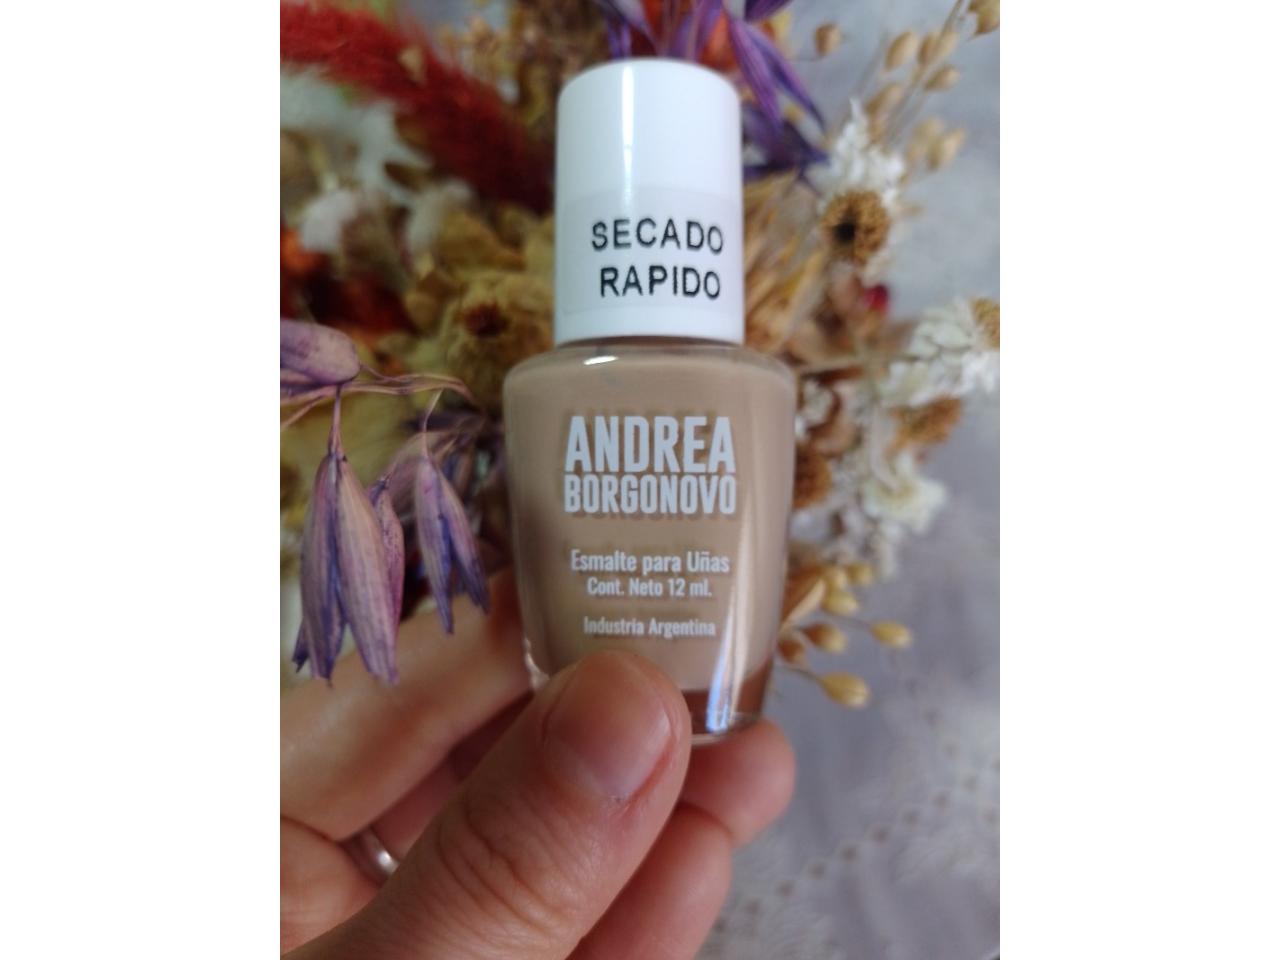 SECADO
RAPIDO
ANDREA
BORGONOVO
Esmalte para Uñas
Cont. Neto 12 ml.
Industria Argentina